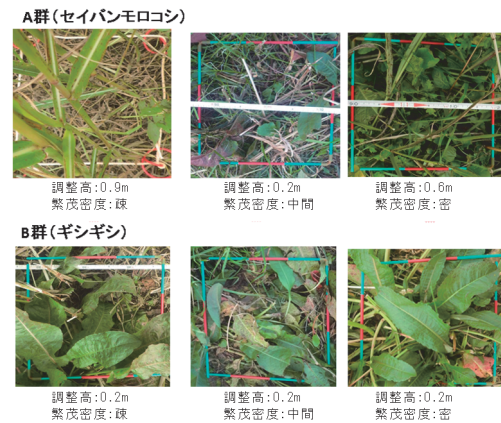 A群(セイバンモロコシ)
調整高:0.9m
繁茂密度:疎
調整高:0.2m
繁茂密度:中間
調整高:0.6m
繁茂密度:密
B群(ギシギシ)
調整高:0.2m
繁茂密度:疎
調整高:0.2m
繁茂密度:中間
調整高:0.2m
繁茂密度:密